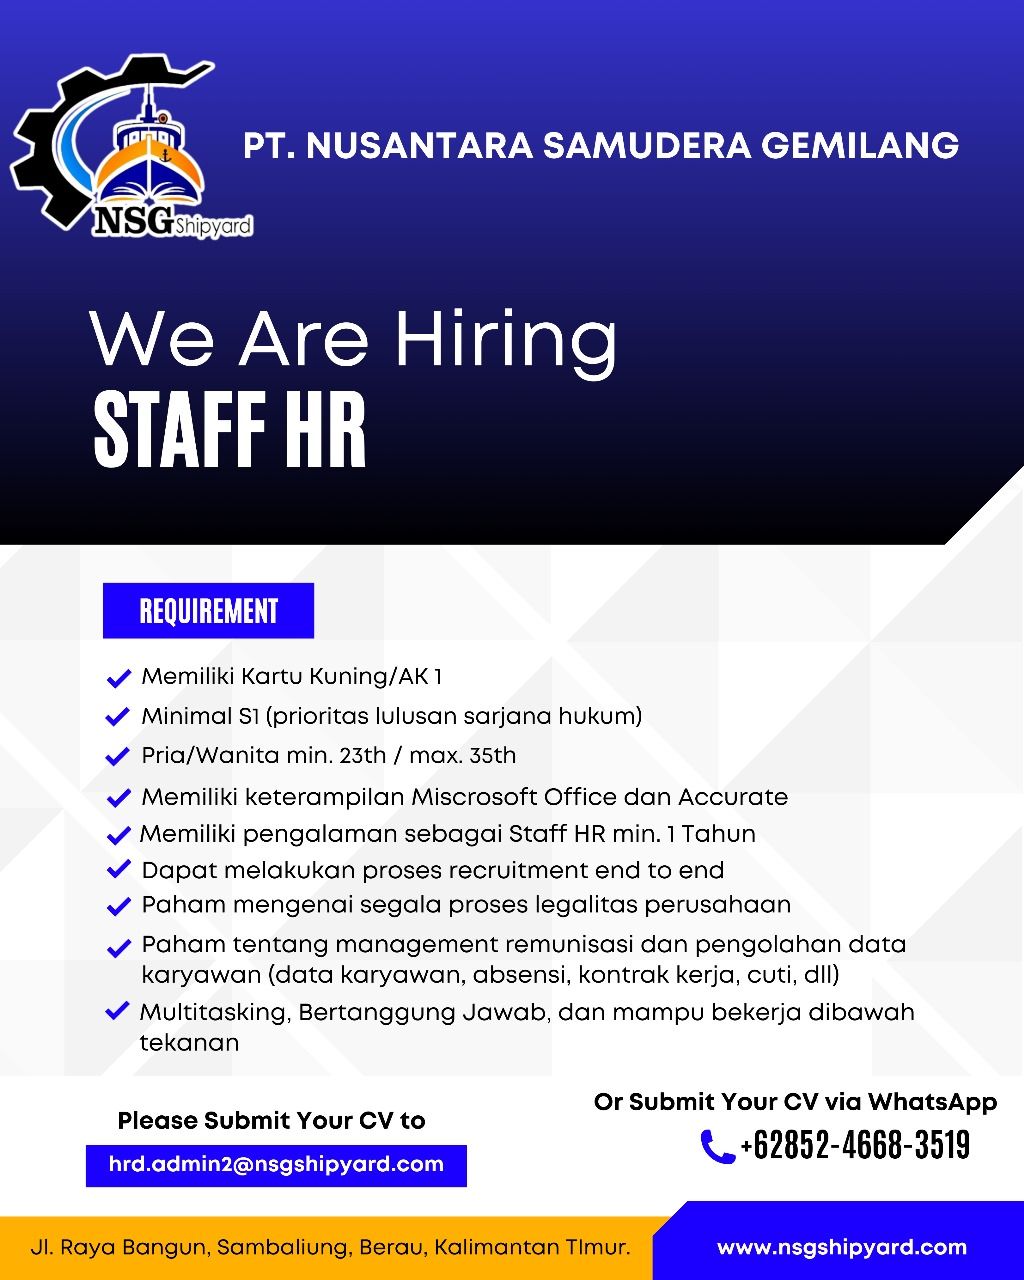 NSG Shipyard
PT. NUSANTARA SAMUDERA GEMILANG
We Are Hiring
STAFF HR
REQUIREMENT
Memiliki Kartu Kuning/AK 1
Minimal S1 (prioritas lulusan sarjana hukum)
Pria/Wanita min. 23th / max. 35th
Memiliki keterampilan Miscrosoft Office dan Accurate
Memiliki pengalaman sebagai Staff HR min. 1 Tahun
Dapat melakukan proses recruitment end to end
Paham mengenai segala proses legalitas perusahaan
Paham tentang management remunisasi dan pengolahan data
karyawan (data karyawan, absensi, kontrak kerja, cuti, dll)
Multitasking, Bertanggung Jawab, dan mampu bekerja dibawah
tekanan
Please Submit Your CV to
hrd.admin2@nsgshipyard.com
Or Submit Your CV via WhatsApp
+62852-4668-3519
Jl. Raya Bangun, Sambaliung, Berau, Kalimantan TImur.
www.nsgshipyard.com